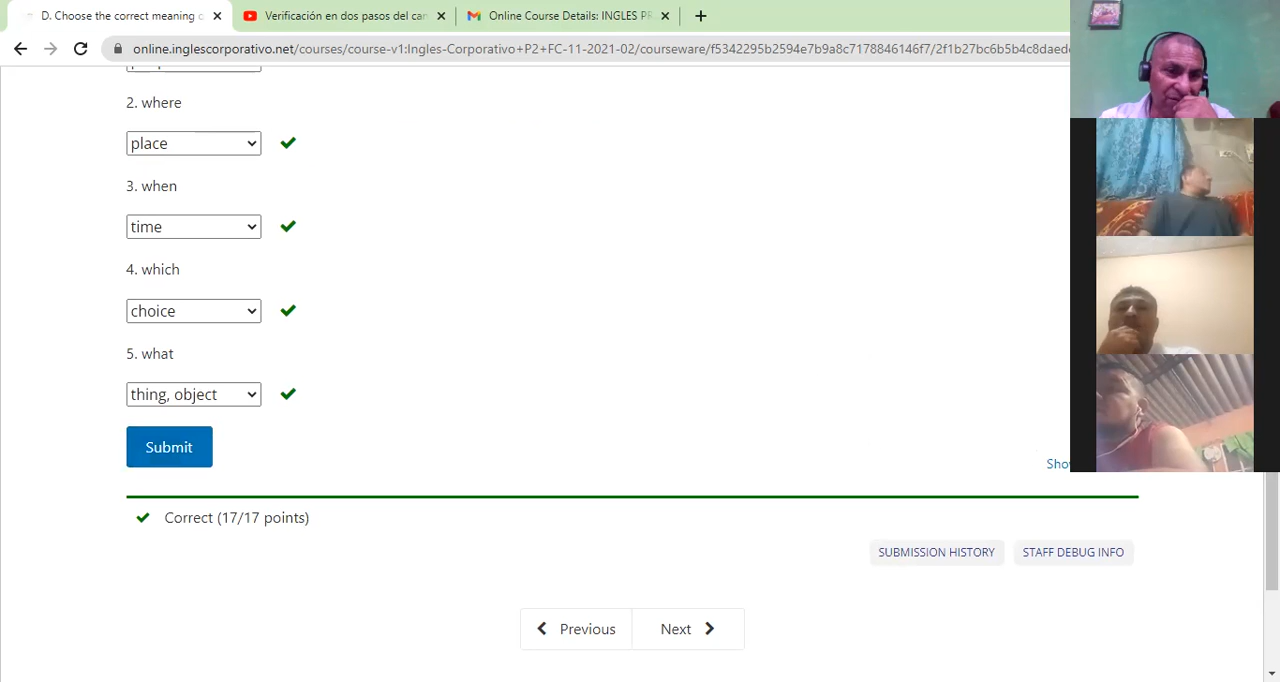 D. Choose the correct meaning o
Verificación en dos pasos del car
Online Course Details: INGLES PR
online.inglescorporativo.net/courses/course-v1:Ingles-Corporativo+P2+FC-11-2021-02/courseware/f5342295b2594e7b9a8c7178846146f7/2f1b27bc6b5b4c8daed
2. where
place
3. when
time
4. which
choice
5. what
thing, object
Submit
Sho
Correct (17/17 points)
SUBMISSION HISTORY
STAFF DEBUG INFO
Previous
Next